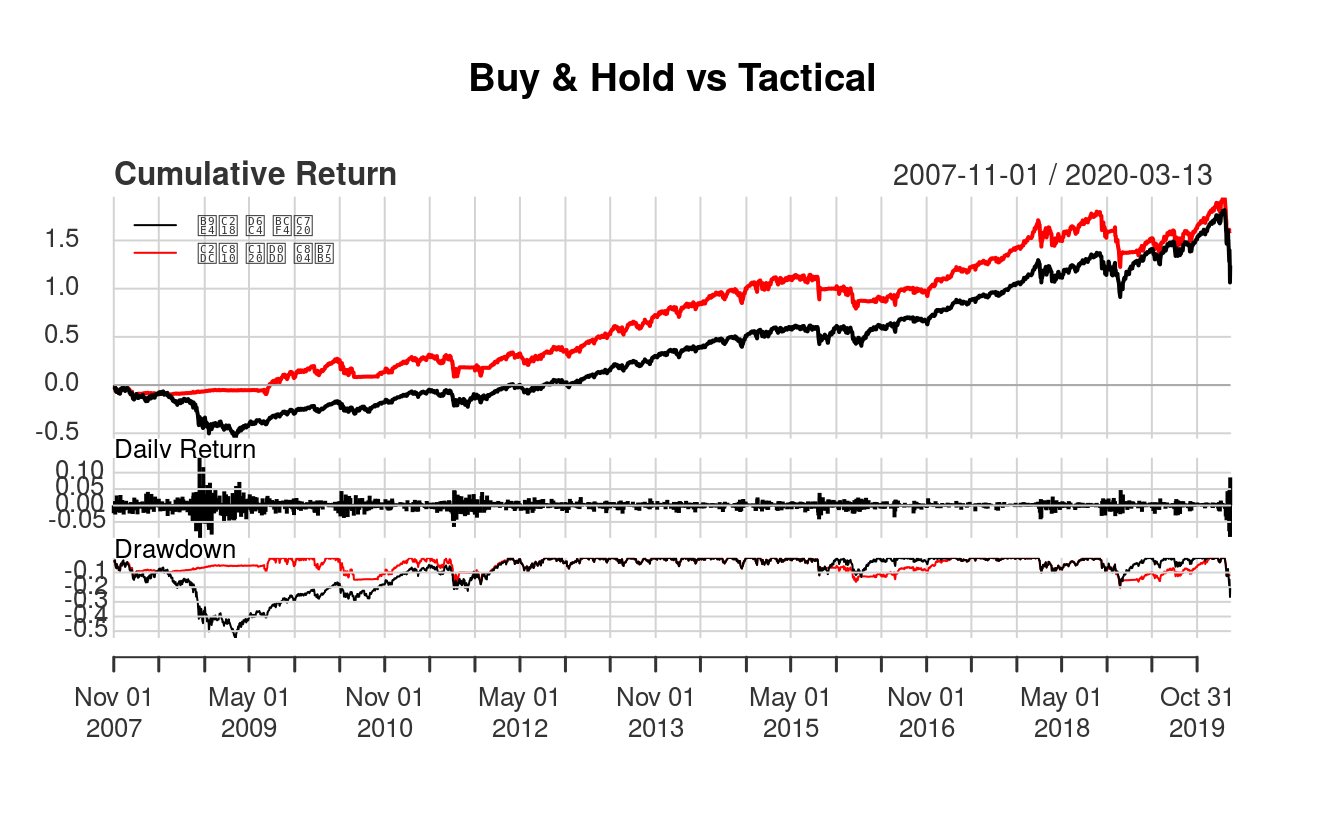 Buy & Hold vs Tactical
Cumulative Return
2007-11-01 / 2020-03-13
1.5
1.0
0.5
0.0
-0.5
Daily Return
0.10
0.05
0.00
-0.05
Drawdown
-0.1
-0.2
-0.3
-0.4
-0.5
Nov 01 2007
May 01 2009
Nov 01 2010
May 01 2012
Nov 01 2013
May 01 2015
Nov 01 2016
May 01 2018
Oct 31 2019